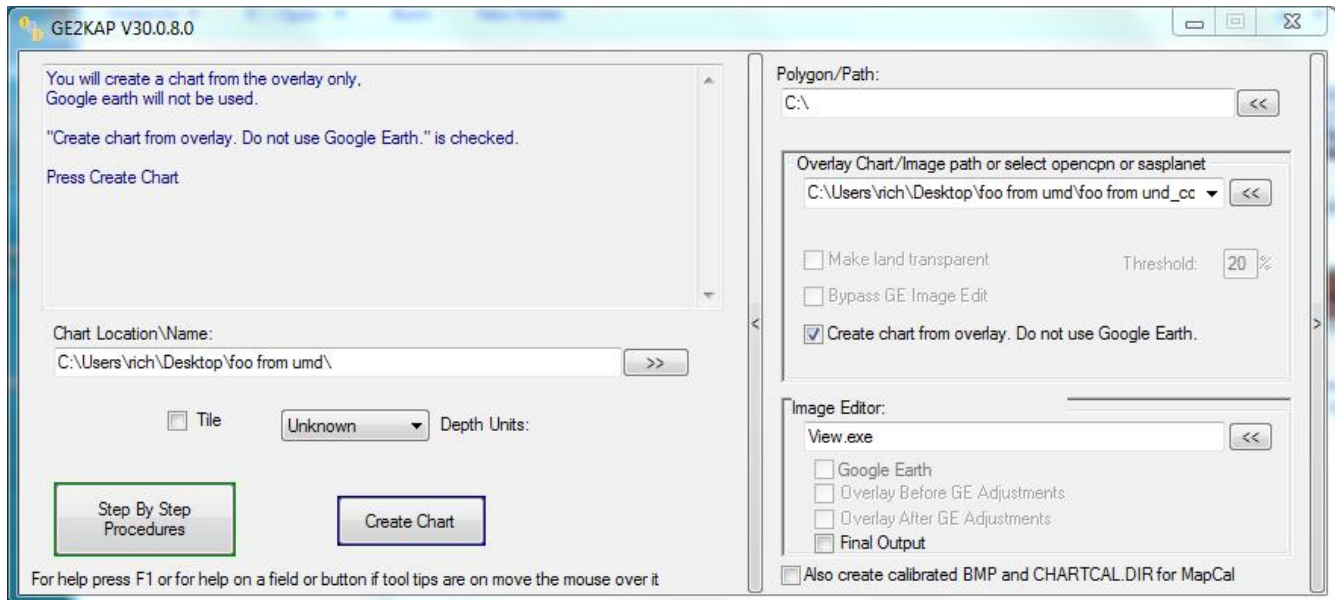 GE2KAP V30.0.8.0
You will create a chart from the overlay only,
Google earth will not be used.
"Create chart from overlay. Do not use Google Earth." is checked.
Press Create Chart
Chart Location\Name:
C:\Users\rich\Desktop\foo from umd\
>>
Tile
Unknown
Depth Units:
Step By Step
Procedures
Create Chart
For help press F1 or for help on a field or button if tool tips are on move the mouse over it
<
Polygon/Path:
C:\
<<
Overlay Chart/Image path or select opencpn or sasplanet
C:\Users\rich\Desktop\foo from umd\foo from und_cc
<<
Make land transparent
Threshold:
20 %
Bypass GE Image Edit
Create chart from overlay. Do not use Google Earth.
Image Editor:
View.exe
<<
Google Earth
Overlay Before GE Adjustments
Overlay After GE Adjustments
Final Output
Also create calibrated BMP and CHARTCAL.DIR for MapCal
>